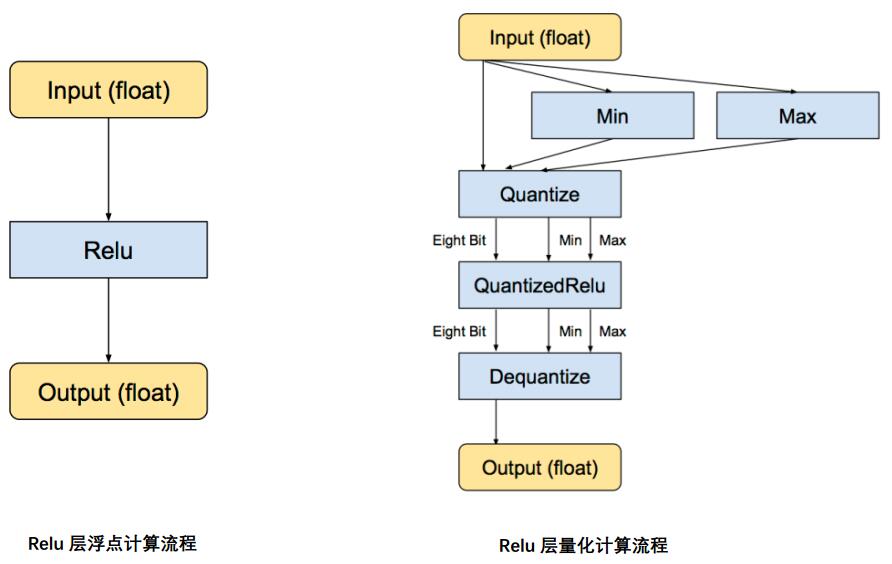 Input (float)
Relu
Output (float)
Relu 层浮点计算流程
Input (float)
Min
Max
Quantize
Eight Bit Min Max
QuantizedRelu
Eight Bit Min Max
Dequantize
Output (float)
Relu 层量化计算流程